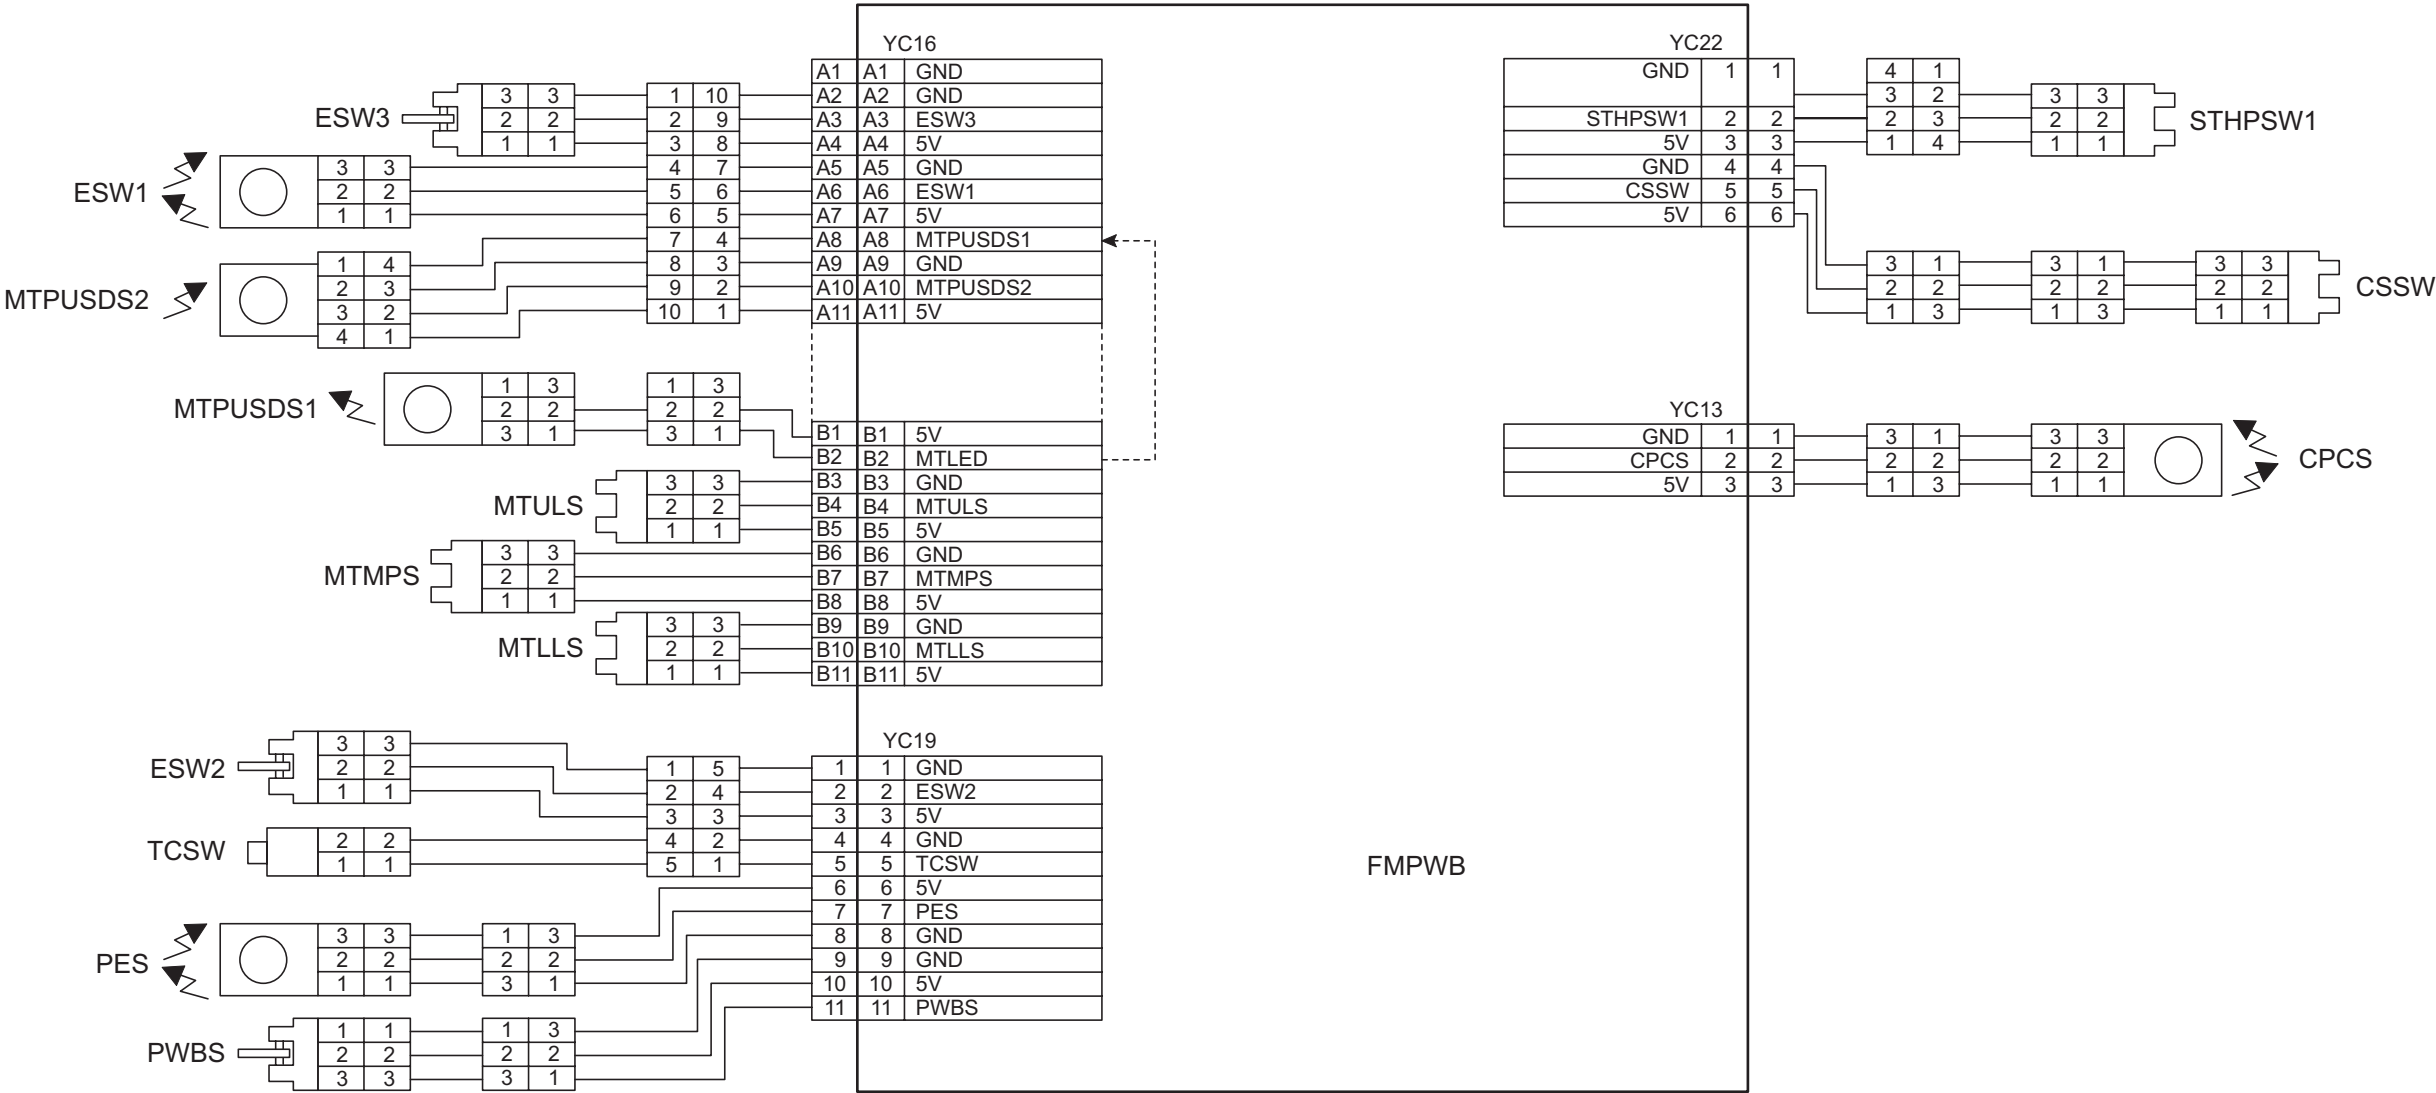 YC16
A1 A1 GND
ESW3 3 3 1 10 A2 A2 GND
2 2 2 9 A3 A3 ESW3
1 1 3 8 A4 A4 5V
ESW1 3 3 4 7 A5 A5 GND
2 2 5 6 A6 A6 ESW1
1 1 6 5 A7 A7 5V
MTPUSDS2 1 4 7 4 A8 A8 MTPUSDS1
2 3 8 3 A9 A9 GND
3 2 9 2 A10 A10 MTPUSDS2
4 1 10 1 A11 A11 5V
MTPUSDS1 1 3 1 3
2 2 2 2 B1 B1 5V
3 1 3 1 B2 B2 MTLED
MTULS 3 3 B3 B3 GND
2 2 B4 B4 MTULS
1 1 B5 B5 5V
MTMPS 3 3 B6 B6 GND
2 2 B7 B7 MTMPS
1 1 B8 B8 5V
MTLLS 3 3 B9 B9 GND
2 2 B10 B10 MTLLS
1 1 B11 B11 5V
YC19
ESW2 3 3 1 5 1 1 GND
2 2 2 4 2 2 ESW2
1 1 3 3 3 3 5V
TCSW 2 2 4 2 4 4 GND
1 1 5 1 5 5 TCSW
6 6 5V
7 7 PES
PES 3 3 1 3 8 8 GND
2 2 2 2 9 9 GND
1 1 3 1 10 10 5V
11 11 PWBS
PWBS 1 1 1 3
2 2 2 2
3 3 3 1
FMPWB
YC22
GND 1 1 4 1
3 2 3 3 STHPSW1
STHPSW1 2 2 2 3 2 2
5V 3 3 1 4 1 1
GND 4 4
CSSW 5 5
5V 6 6
3 1 3 1 3 3 CSSW
2 2 2 2 2 2
1 3 1 3 1 1
YC13
GND 1 1 3 1 3 3
CPCS 2 2 2 2 2 2 CPCS
5V 3 3 1 3 1 1